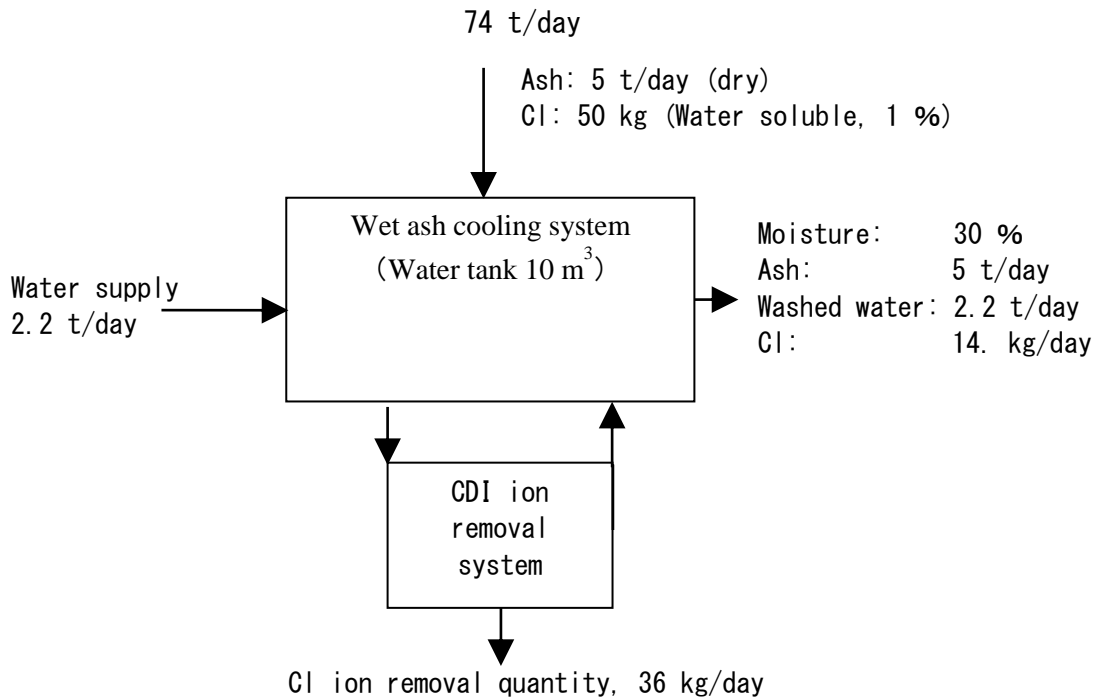 74 t/day
Ash: 5 t/day (dry)
Cl: 50 kg (Water soluble, 1 %)
Wet ash cooling system
(Water tank 10 m³)
Water supply
2.2 t/day
Moisture: 30 %
Ash: 5 t/day
Washed water: 2.2 t/day
Cl: 14. kg/day
CDI ion
removal
system
Cl ion removal quantity, 36 kg/day